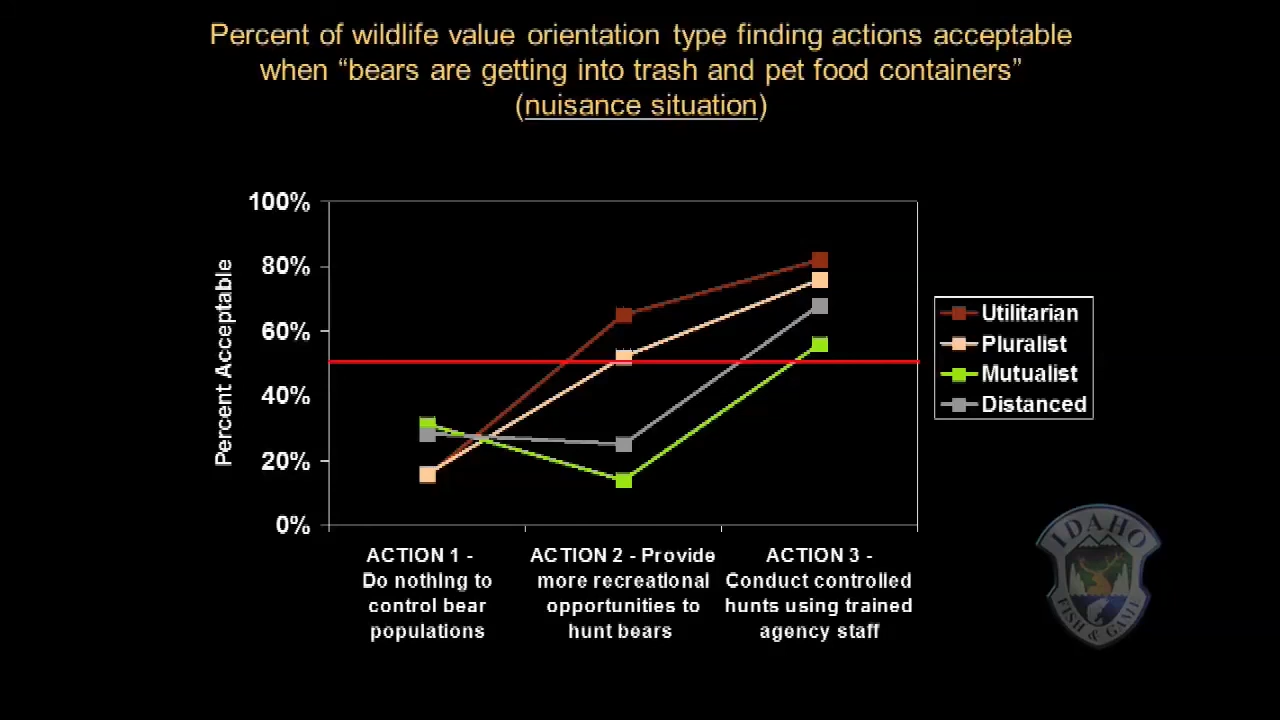 Percent of wildlife value orientation type finding actions acceptable
when “bears are getting into trash and pet food containers”
(nuisance situation)
100%
80%
60%
40%
20%
0%
Percent Acceptable
ACTION 1 -
Do nothing to
control bear
populations
ACTION 2 - Provide
more recreational
opportunities to
hunt bears
ACTION 3 -
Conduct controlled
hunts using trained
agency staff
Utilitarian
Pluralist
Mutualist
Distanced
IDAHO
FISH & GAME